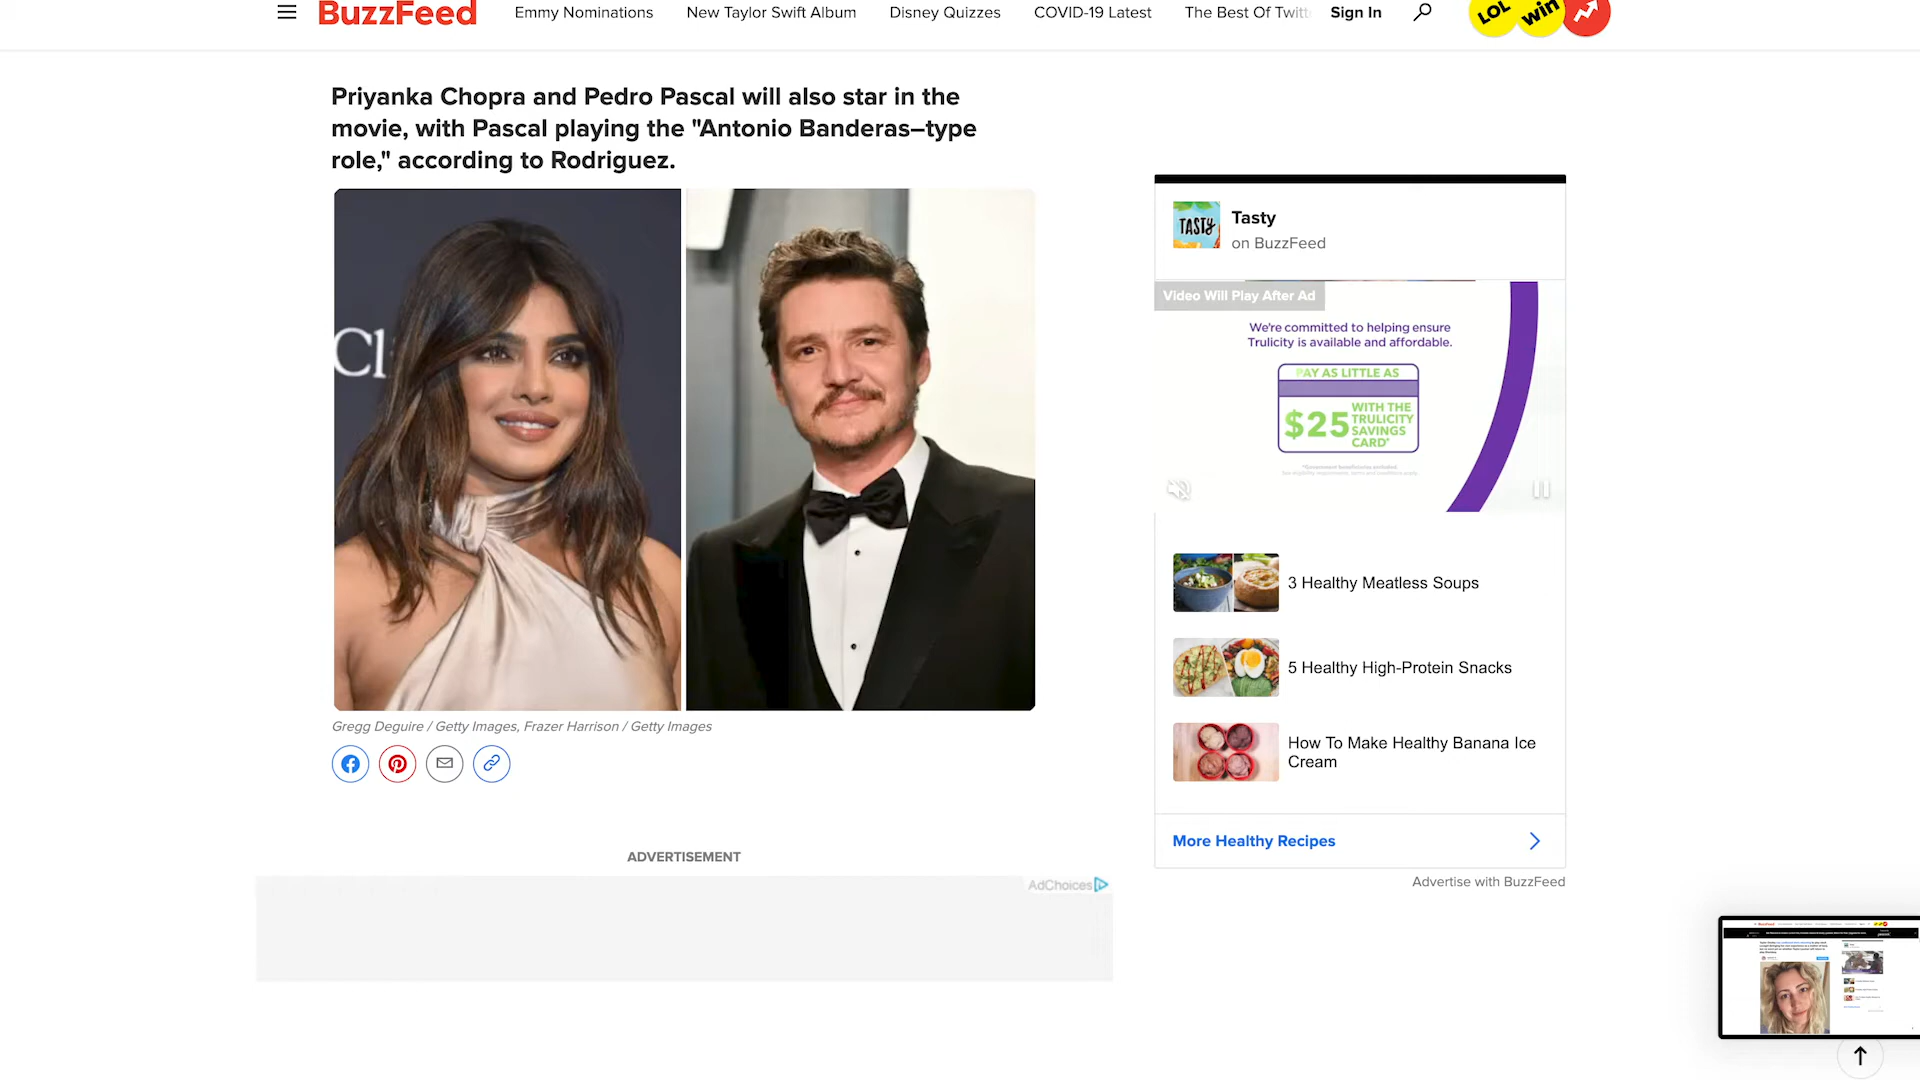 BuzzFeed
Emmy Nominations
New Taylor Swift Album
Disney Quizzes
COVID-19 Latest
The Best Of Twitt
Sign In
LOL
win
Priyanka Chopra and Pedro Pascal will also star in the
movie, with Pascal playing the "Antonio Banderas–type
role," according to Rodriguez.
Cl
Gregg Deguire / Getty Images, Frazer Harrison / Getty Images
ADVERTISEMENT
AdChoices
TASTY
Tasty
on BuzzFeed
Video Will Play After Ad
We're committed to helping ensure
Trulicity is available and affordable.
PAY AS LITTLE AS
$25
WITH THE
TRULICITY
SAVINGS
CARD*
3 Healthy Meatless Soups
5 Healthy High-Protein Snacks
How To Make Healthy Banana Ice
Cream
More Healthy Recipes
Advertise with BuzzFeed